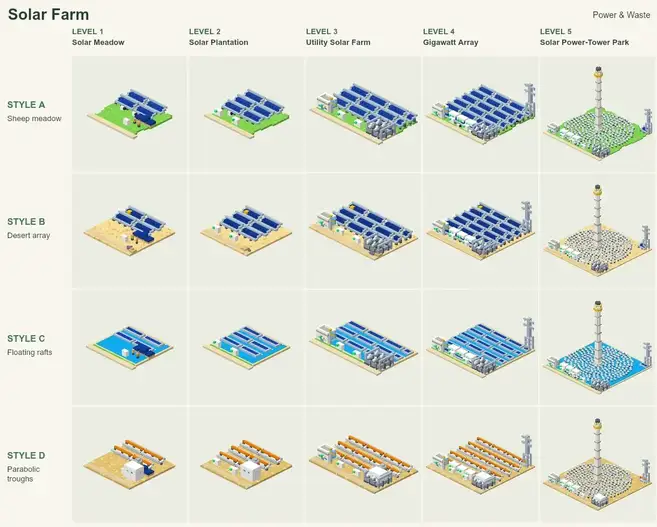 Solar Farm
Power & Waste
LEVEL 1
Solar Meadow
LEVEL 2
Solar Plantation
LEVEL 3
Utility Solar Farm
LEVEL 4
Gigawatt Array
LEVEL 5
Solar Power-Tower Park
STYLE A
Sheep meadow
STYLE B
Desert array
STYLE C
Floating rafts
STYLE D
Parabolic
troughs